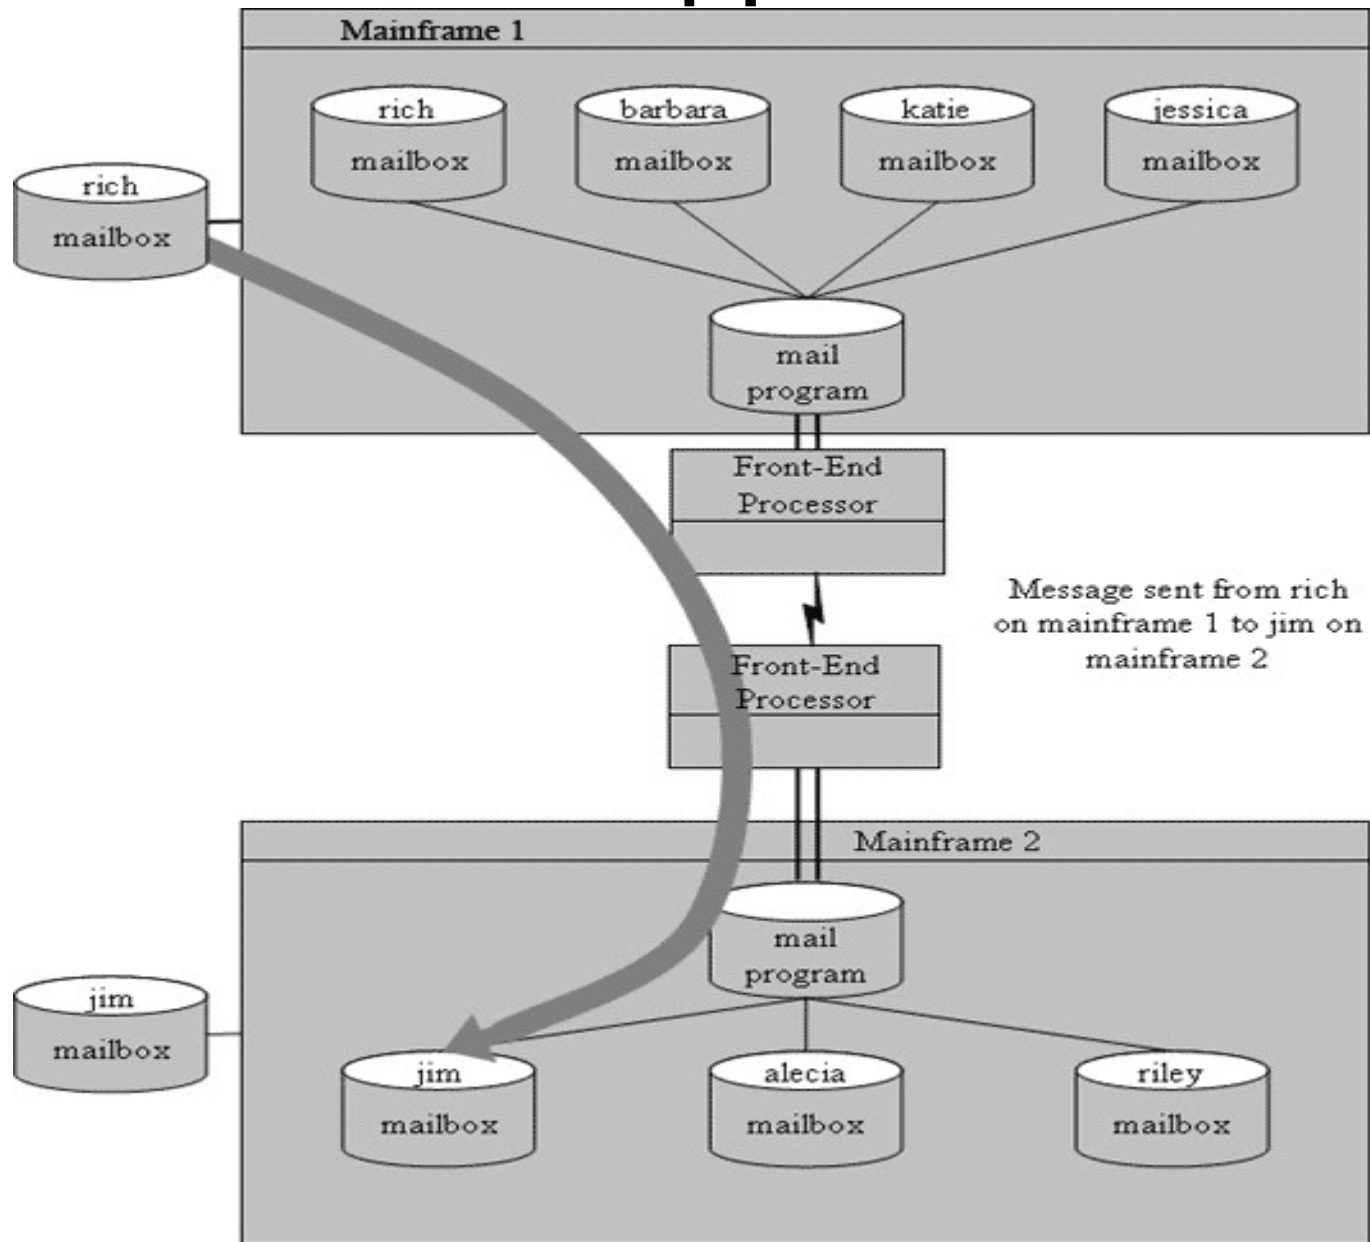 Mainframe 1
rich
mailbox
barbara
mailbox
katie
mailbox
jessica
mailbox
rich
mailbox
mail
program
Front-End
Processor
Message sent from rich
on mainframe 1 to jim on
mainframe 2
Front-End
Processor
Mainframe 2
mail
program
jim
mailbox
jim
mailbox
alecia
mailbox
riley
mailbox